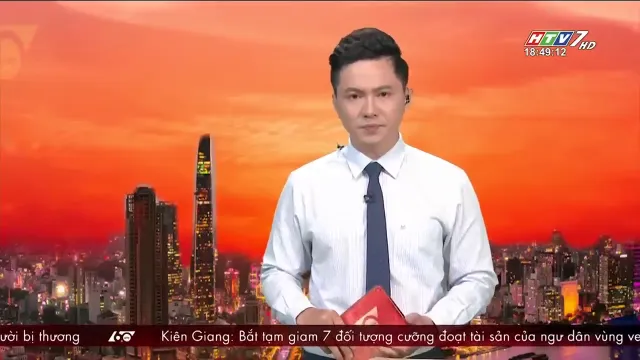 HTV7 HD
18:49:12
ười bị thương 60 Kiên Giang: Bắt tạm giam 7 đối tượng cưỡng đoạt tài sản của ngư dân vùng ve